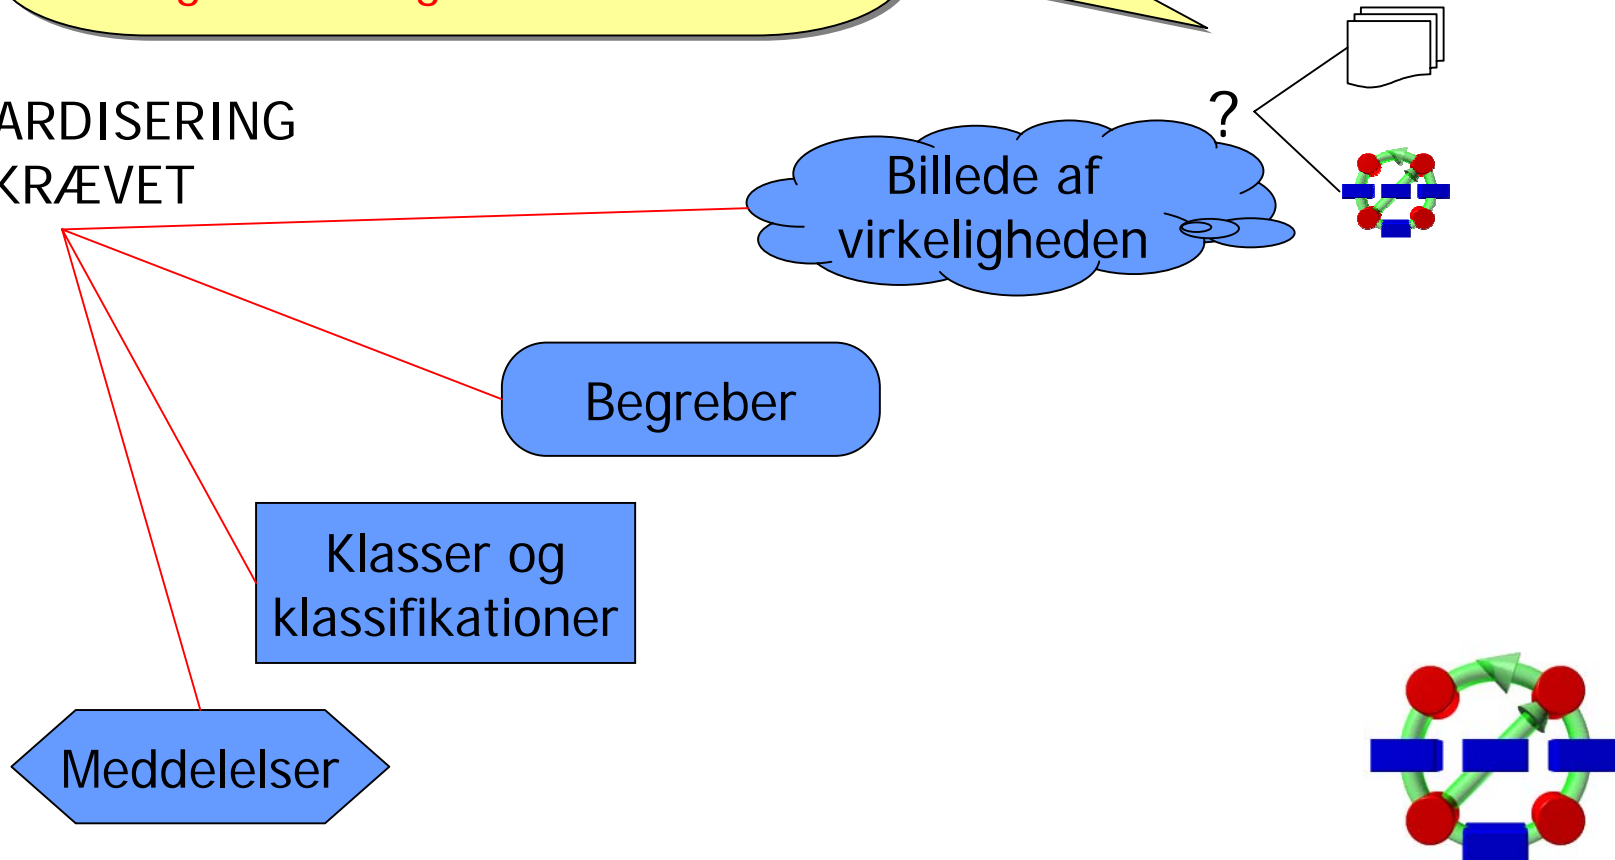 ARDISERING
KRÆVET
?
Billede af
virkeligheden
Begreber
Klasser og
klassifikationer
Meddelelser